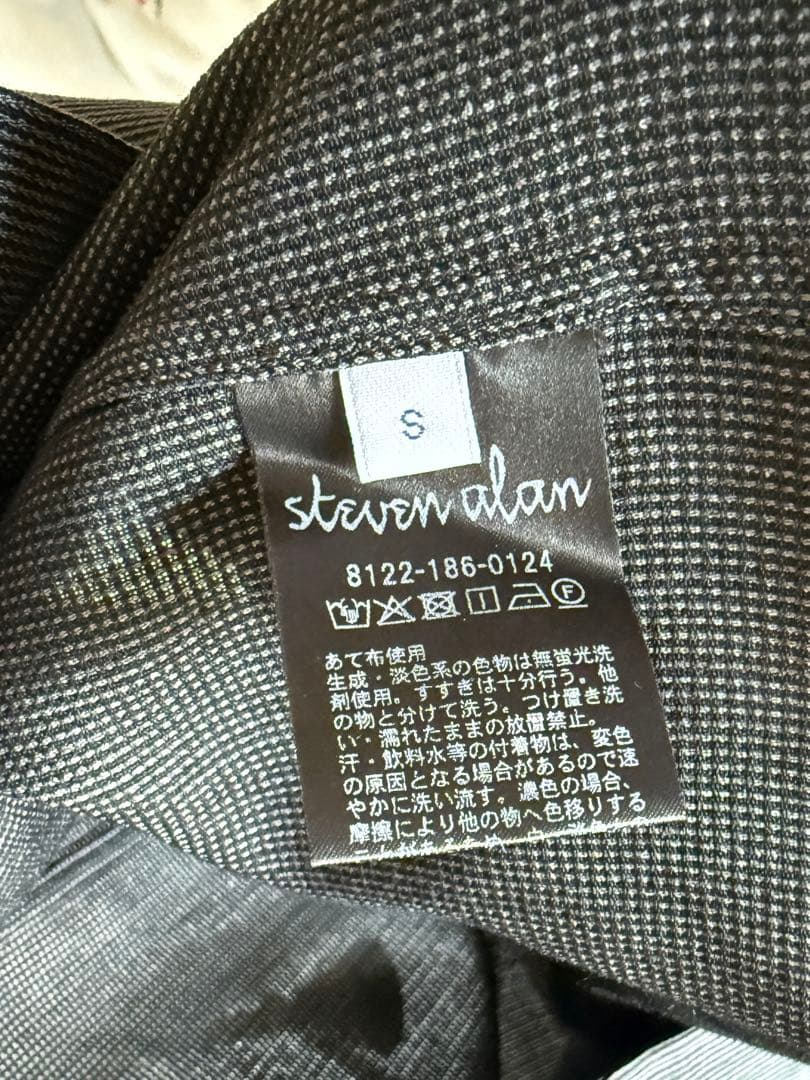 S
steven alan
8122-186-0124
F
あて布使用
生成・淡色系の色物は無蛍光洗
剤使用。すすぎは十分行う。他
の物と分けて洗う。つけ置き洗
い・濡れたままの放置禁止。
汗・飲料水等の付着物は、変色
の原因となる場合があるので速
やかに洗い流す。濃色の場合、
摩擦により他の物へ色移りする